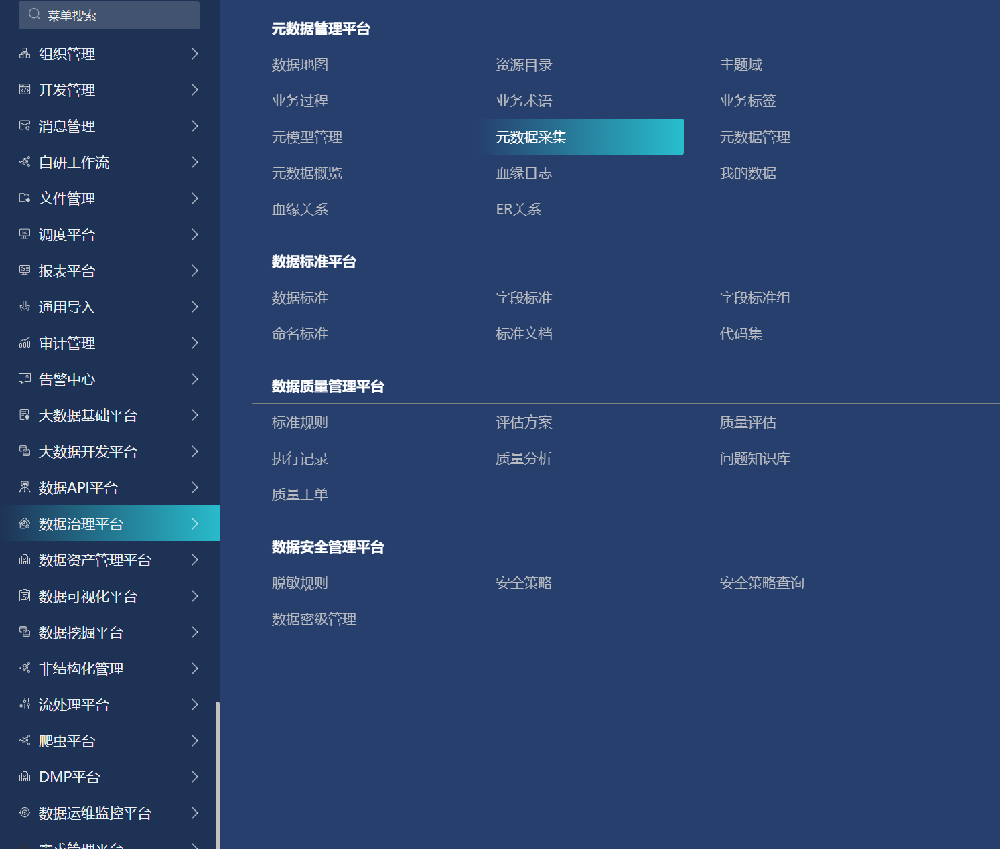 菜单搜索
组织管理
开发管理
消息管理
自研工作流
文件管理
调度平台
报表平台
通用导入
审计管理
告警中心
大数据基础平台
大数据开发平台
数据API平台
数据治理平台
数据资产管理平台
数据可视化平台
数据挖掘平台
非结构化管理
流处理平台
爬虫平台
DMP平台
数据运维监控平台
需求管理平台
元数据管理平台
数据地图 资源目录 主题域
业务过程 业务术语 业务标签
元模型管理 元数据采集 元数据管理
元数据概览 血缘日志 我的数据
血缘关系 ER关系
数据标准平台
数据标准 字段标准 字段标准组
命名标准 标准文档 代码集
数据质量管理平台
标准规则 评估方案 质量评估
执行记录 质量分析 问题知识库
质量工单
数据安全管理平台
脱敏规则 安全策略 安全策略查询
数据密级管理